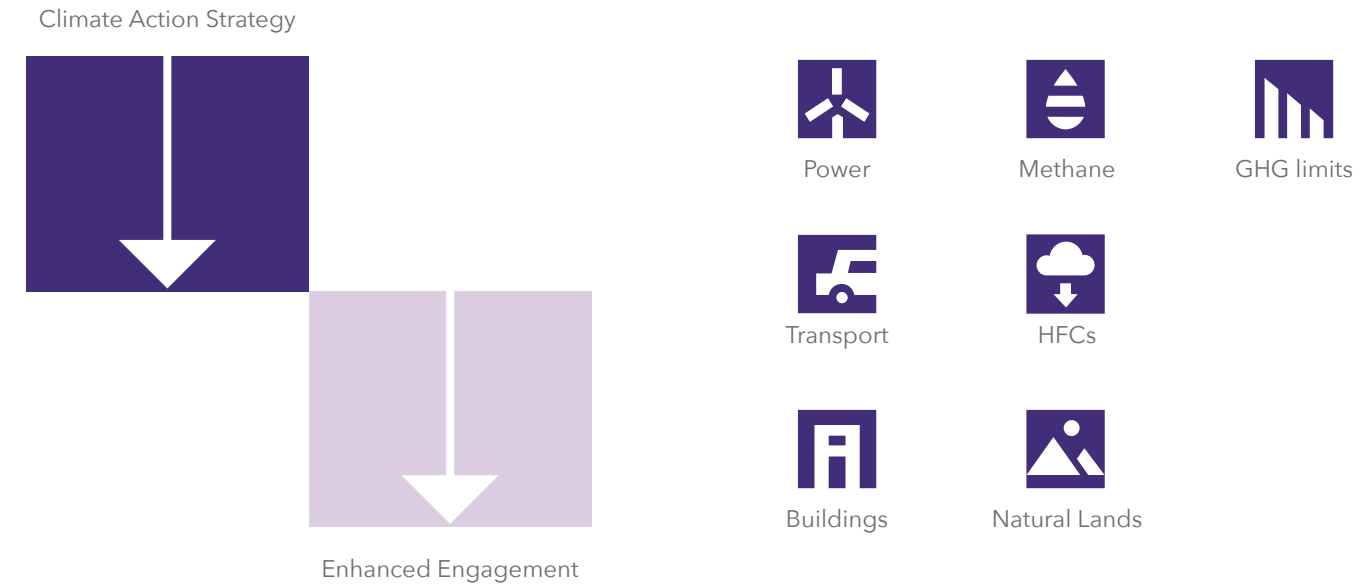 Climate Action Strategy
Enhanced Engagement
Power
Methane
GHG limits
Transport
HFCs
Buildings
Natural Lands